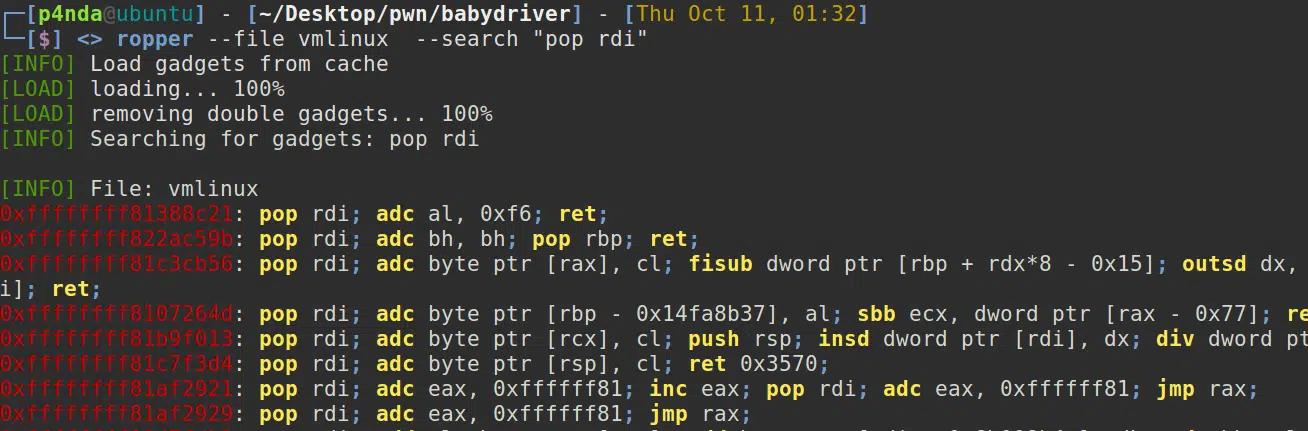 ┌─[p4nda@ubuntu] - [~/Desktop/pwn/babydriver] - [Thu Oct 11, 01:32]
└─[$] <> ropper --file vmlinux  --search "pop rdi"
[INFO] Load gadgets from cache
[LOAD] loading... 100%
[LOAD] removing double gadgets... 100%
[INFO] Searching for gadgets: pop rdi
[INFO] File: vmlinux
0xffffffff81388c21: pop rdi; adc al, 0xf6; ret;
0xffffffff822ac59b: pop rdi; adc bh, bh; pop rbp; ret;
0xffffffff81c3cb56: pop rdi; adc byte ptr [rax], cl; fisub dword ptr [rbp + rdx*8 - 0x15]; outsd dx,
i]; ret;
0xffffffff8107264d: pop rdi; adc byte ptr [rbp - 0x14fa8b37], al; sbb ecx, dword ptr [rax - 0x77]; re
0xffffffff81b9f013: pop rdi; adc byte ptr [rcx], cl; push rsp; insd dword ptr [rdi], dx; div dword pt
0xffffffff81c7f3d4: pop rdi; adc byte ptr [rsp], cl; ret 0x3570;
0xffffffff81af2921: pop rdi; adc eax, 0xffffff81; inc eax; pop rdi; adc eax, 0xffffff81; jmp rax;
0xffffffff81af2929: pop rdi; adc eax, 0xffffff81; jmp rax;